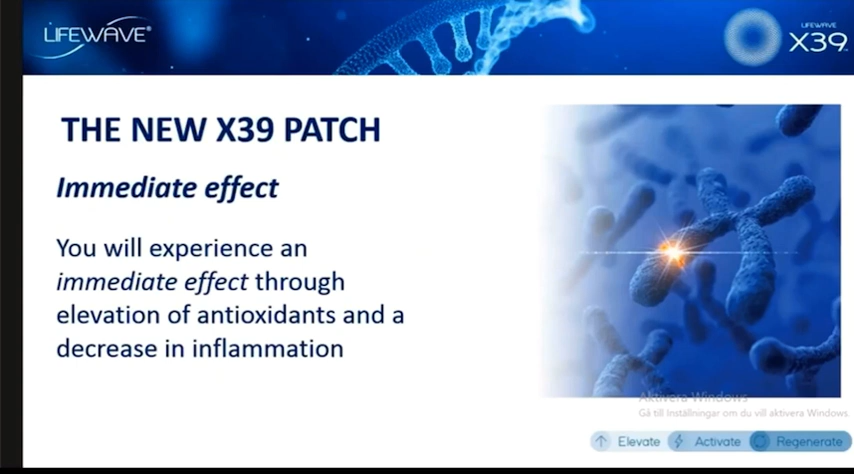 LIFEWAVE®
LIFEWAVE
X39
THE NEW X39 PATCH
Immediate effect
You will experience an
immediate effect through
elevation of antioxidants and a
decrease in inflammation
Aktivera Windows
Gå till Inställningar om du vill aktivera Windows.
Elevate Activate Regenerate